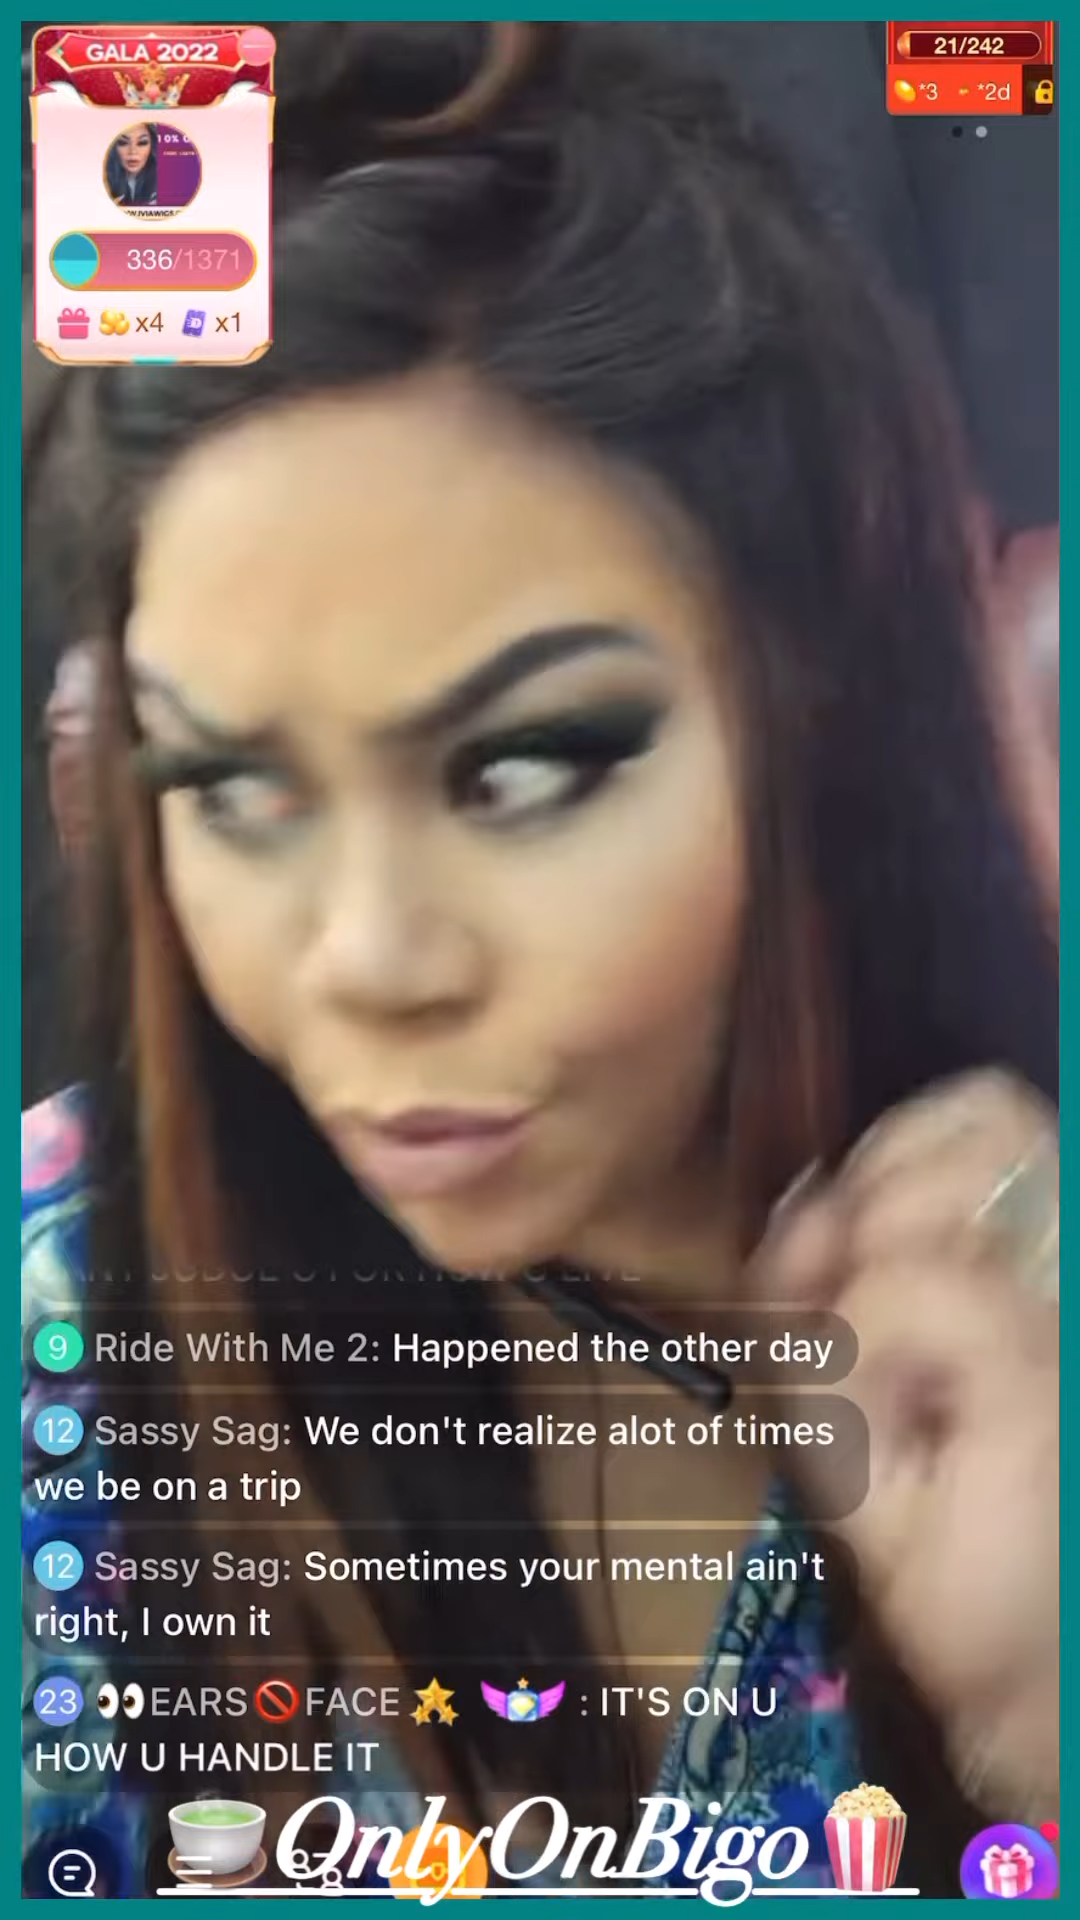 GALA 2022
10% O
336/1371
x4 x1
21/242
*3 *2d
9 Ride With Me 2: Happened the other day
12 Sassy Sag: We don't realize alot of times
we be on a trip
12 Sassy Sag: Sometimes your mental ain't
right, I own it
23 👀EARS🚫FACE : IT'S ON U
HOW U HANDLE IT
OnlyOnBigo